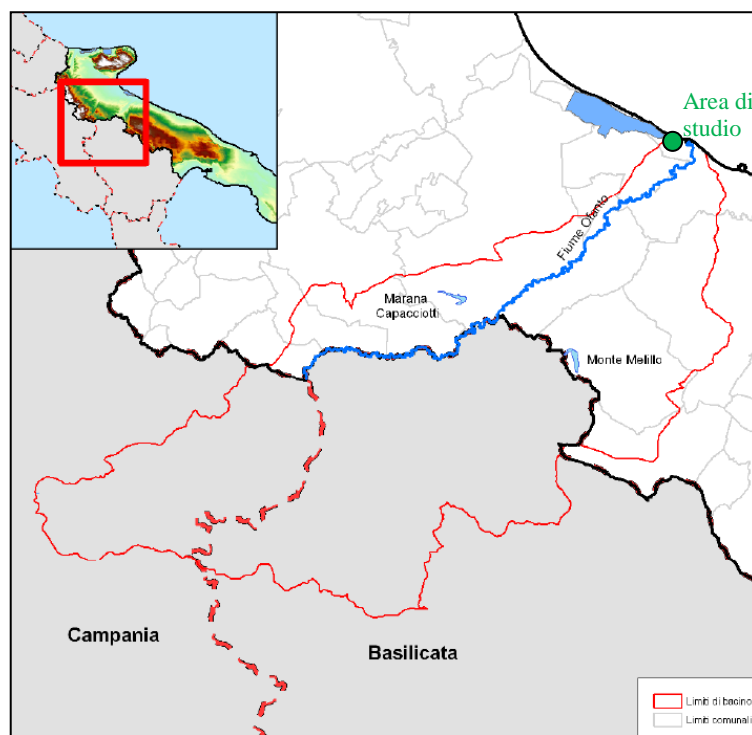 Area di
studio
Fiume Ofanto
Marana
Capacciotti
Monte Melillo
Campania
Basilicata
Limiti di bacino
Limiti comunali